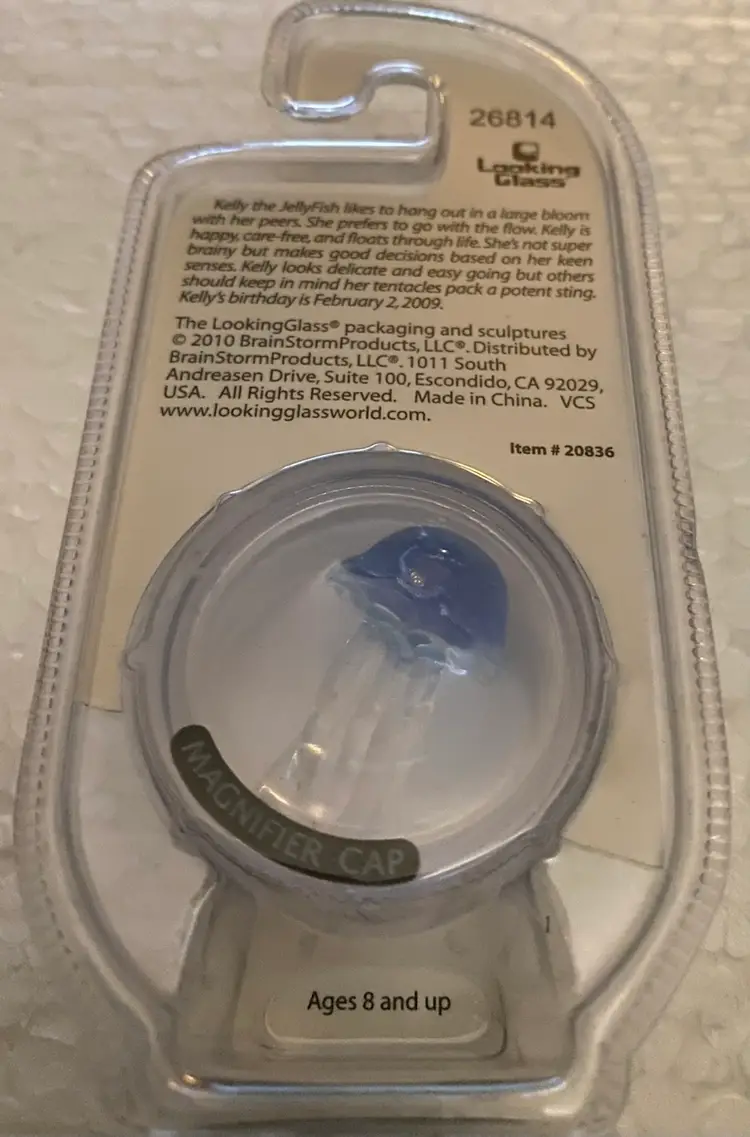 26814
Looking
Glass
Kelly the JellyFish likes to hang out in a large bloom
with her peers. She prefers to go with the flow. Kelly is
happy, care-free, and floats through life. She's not super
brainy but makes good decisions based on her keen
senses. Kelly looks delicate and easy going but others
should keep in mind her tentacles pack a potent sting.
Kelly's birthday is February 2, 2009.
The LookingGlass® packaging and sculptures
© 2010 BrainStormProducts, LLC®. Distributed by
BrainStormProducts, LLC®. 1011 South
Andreasen Drive, Suite 100, Escondido, CA 92029,
USA. All Rights Reserved. Made in China. VCS
www.lookingglassworld.com.
Item # 20836
MAGNIFIER CAP
Ages 8 and up